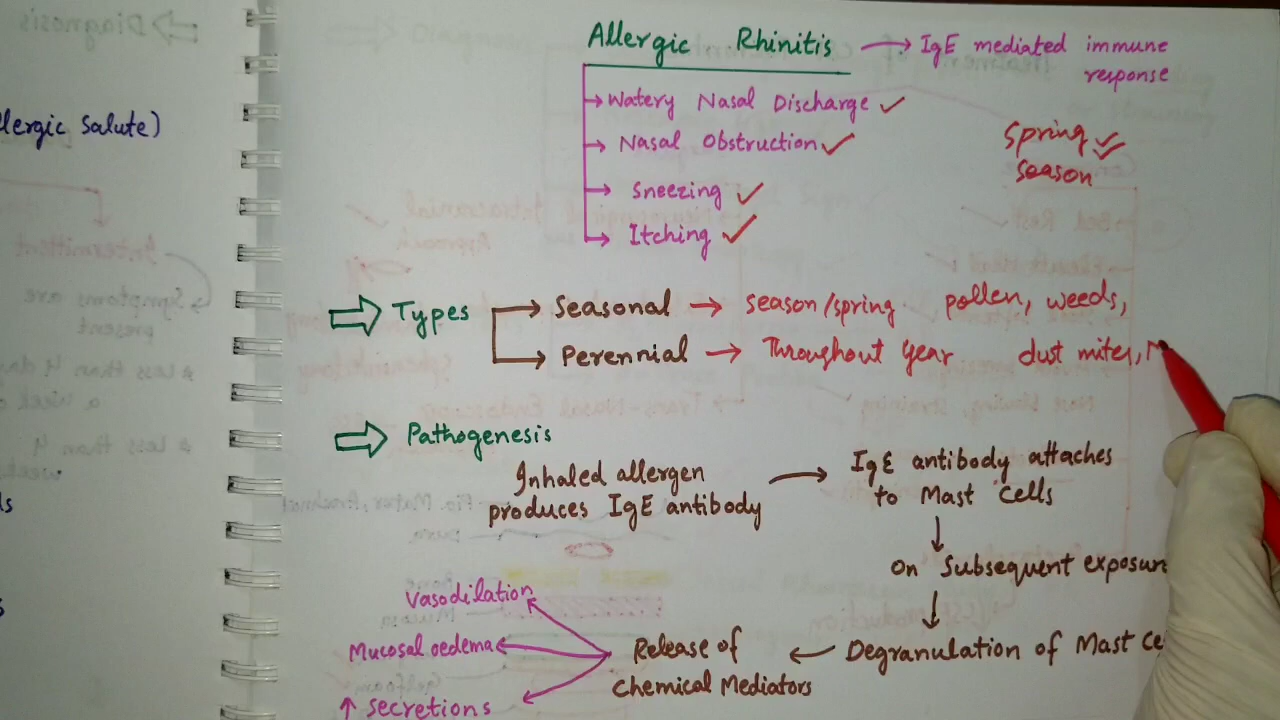 llergic Salute)
Allergic Rhinitis → IgE mediated immune
response
→ Watery Nasal Discharge ✓
→ Nasal Obstruction ✓
→ Sneezing ✓
→ Itching ✓
Spring ✓✓
Season
⇒ Types → Seasonal → season/spring pollen, weeds,
→ Perennial → Throughout year dust mites,
⇒ Pathogenesis
Inhaled allergen
produces IgE antibody → IgE antibody attaches
to Mast Cells
↓
On Subsequent exposur
↓
Degranulation of Mast Ce
← Release of
Chemical Mediators
Vasodilation
Mucosal oedema
↑ secretions